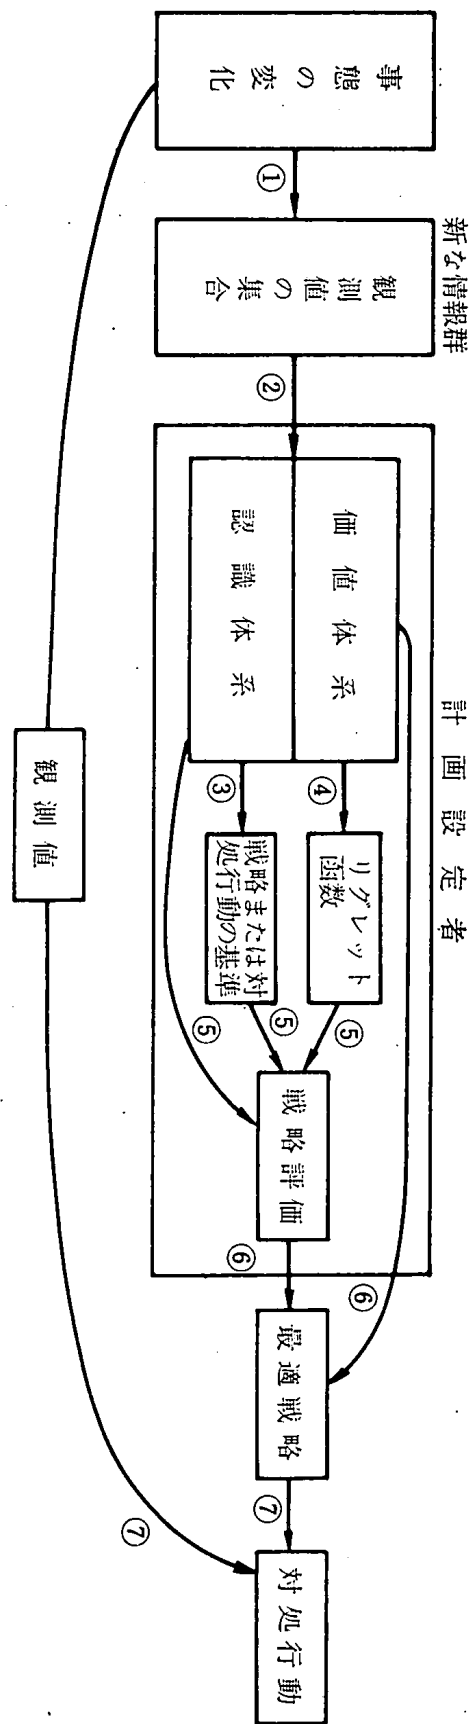 事態の変化
①
新な情報群
観測値の集合
②
計画設定者
価値体系
認識体系
③
④
戦略または対
処行動の基準
リグレット
函数
⑤
⑤
⑤
戦略評価
⑥
⑥
最適戦略
観測値
⑦
⑦
対処行動